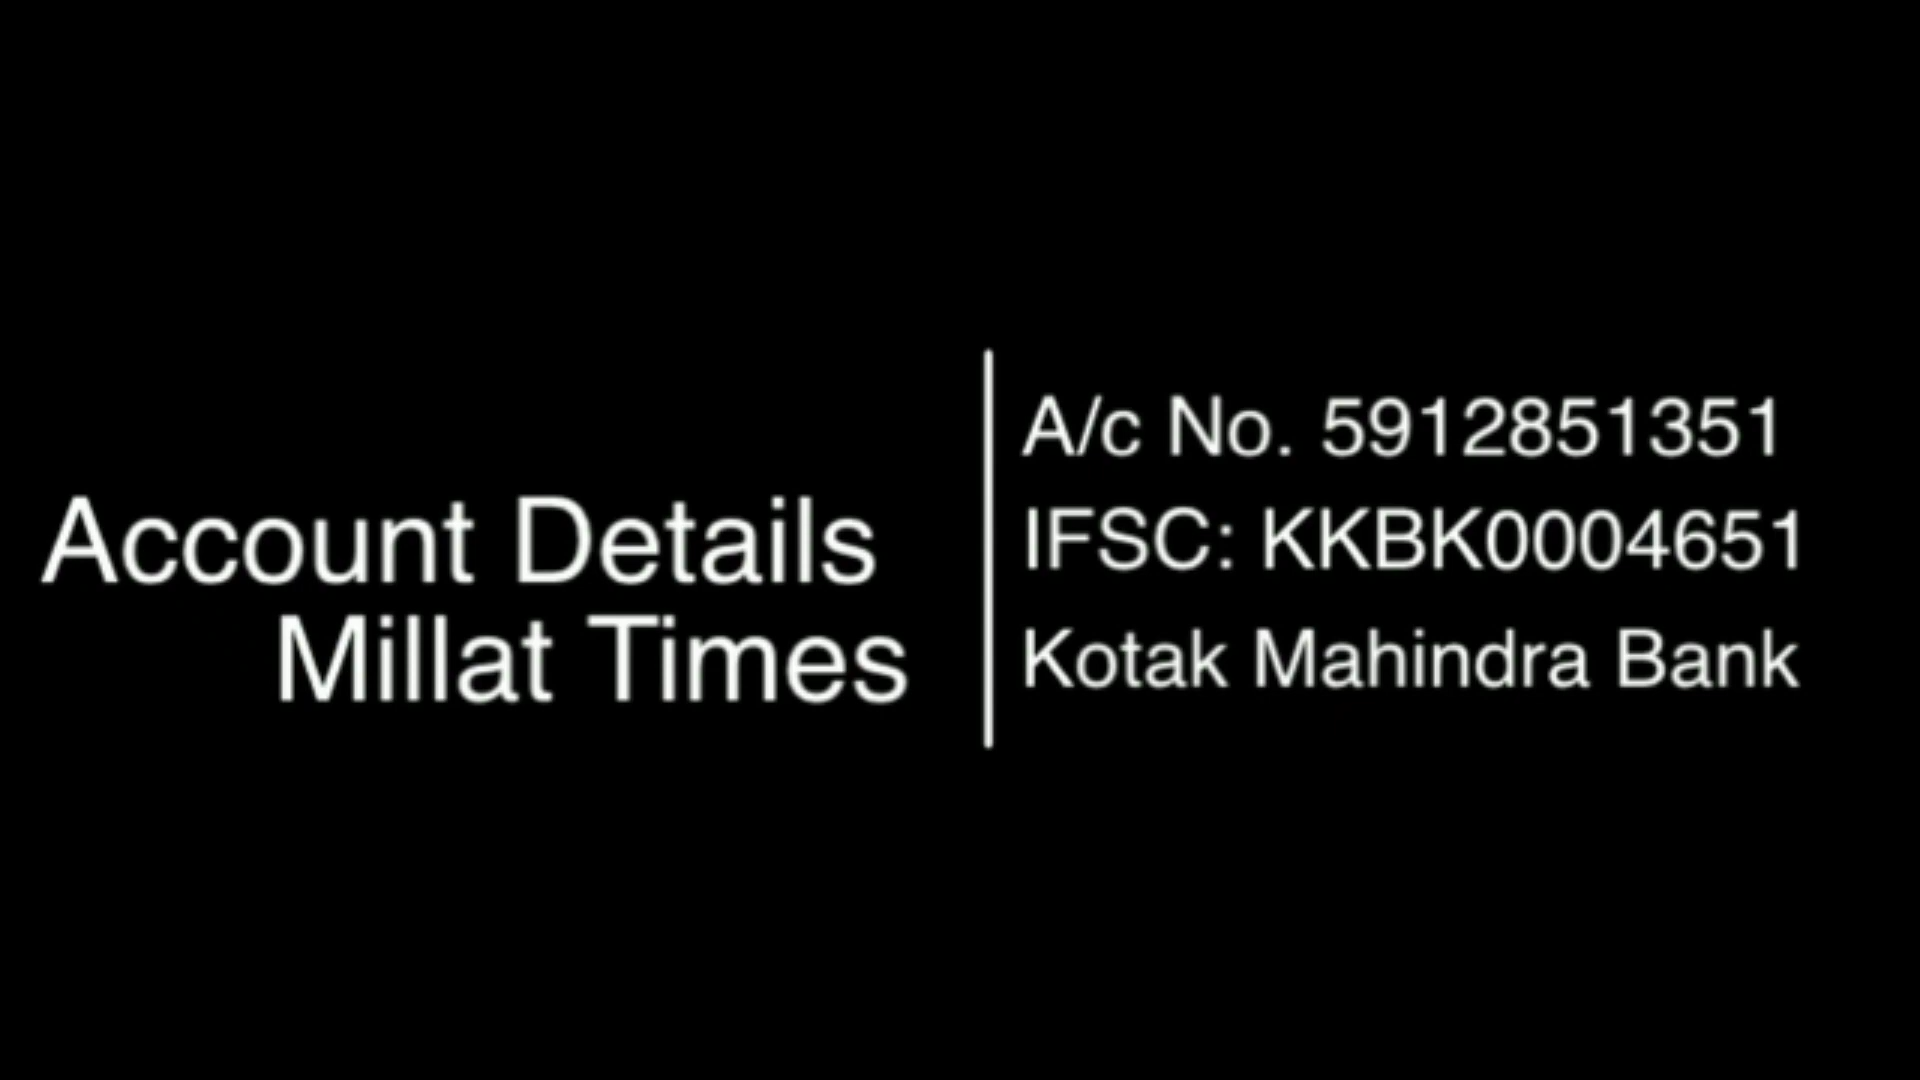 Account Details
Millat Times
A/c No. 5912851351
IFSC: KKBK0004651
Kotak Mahindra Bank